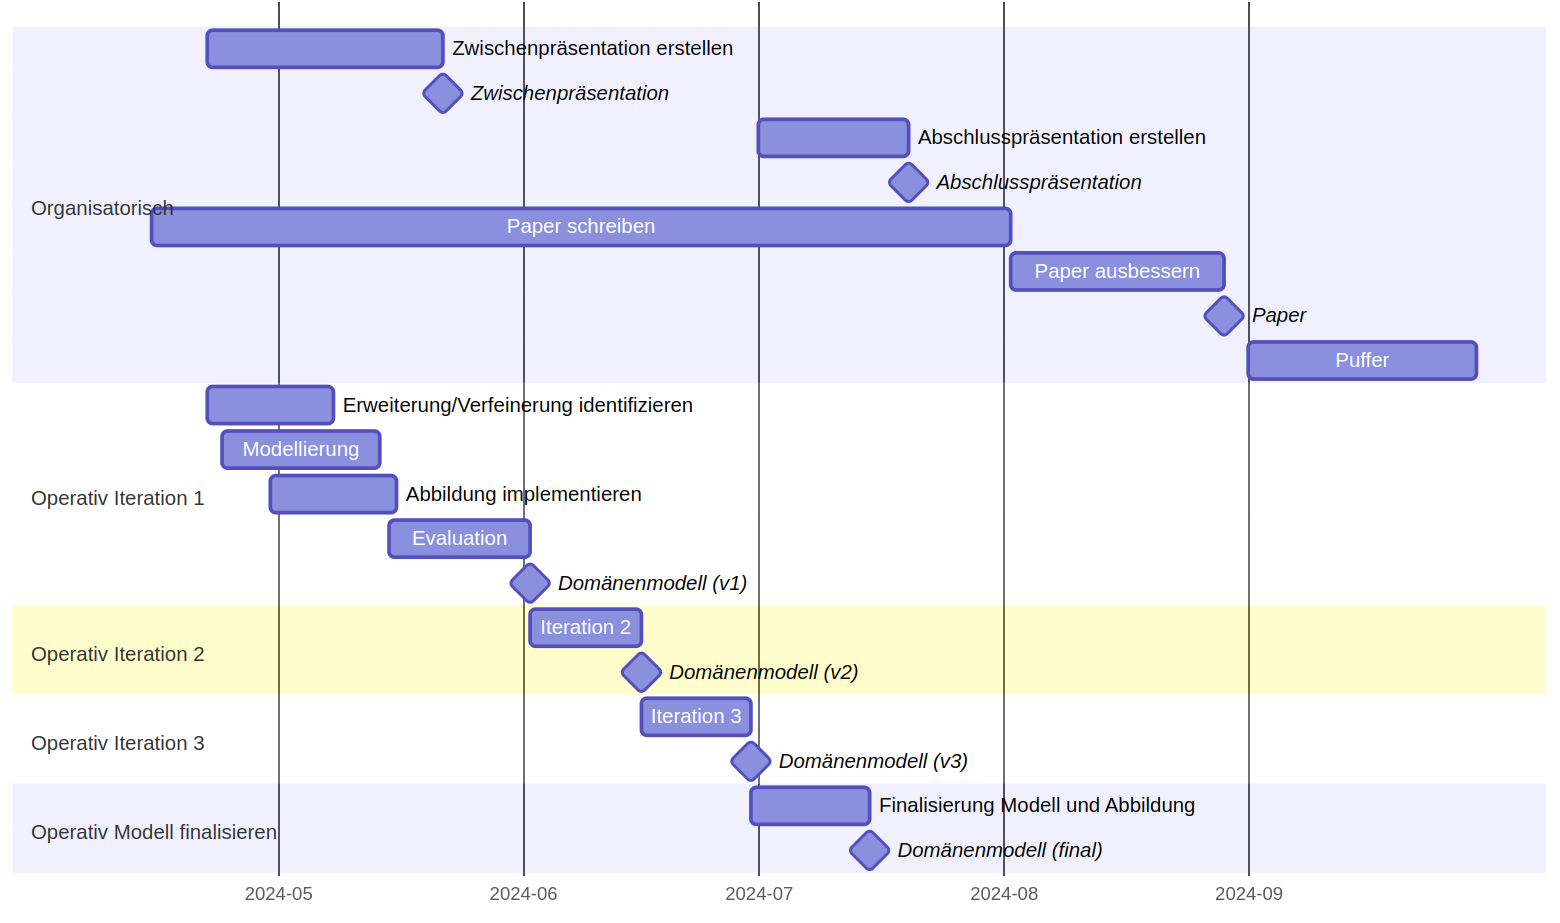 Zwischenpräsentation erstellen
Zwischenpräsentation
Abschlusspräsentation erstellen
Abschlusspräsentation
Organisatorisch
Paper schreiben
Paper ausbessern
Paper
Puffer
Erweiterung/Verfeinerung identifizieren
Modellierung
Operativ Iteration 1
Abbildung implementieren
Evaluation
Domänenmodell (v1)
Iteration 2
Operativ Iteration 2
Domänenmodell (v2)
Iteration 3
Operativ Iteration 3
Domänenmodell (v3)
Finalisierung Modell und Abbildung
Operativ Modell finalisieren
Domänenmodell (final)
2024-05 2024-06 2024-07 2024-08 2024-09